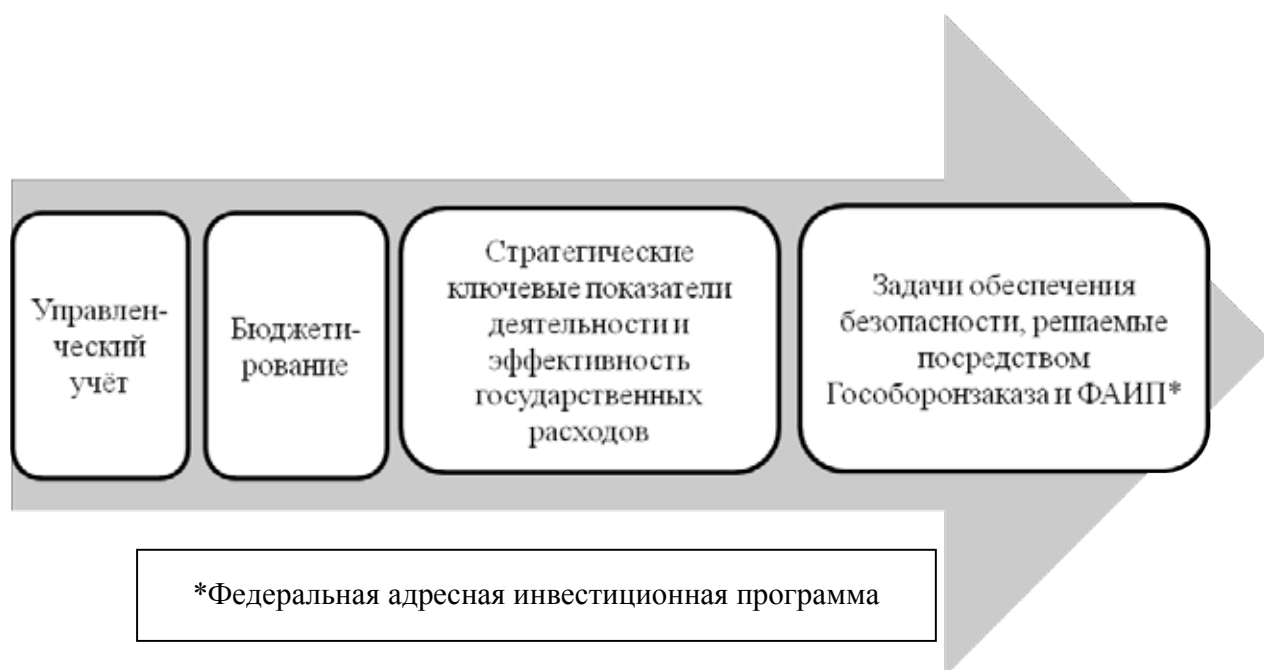 Управлен-
ческий
учёт
Бюджети-
рование
Стратегические
ключевые показатели
деятельности и
эффективность
государственных
расходов
Задачи обеспечения
безопасности, решаемые
посредством
Гособоронзаказа и ФАИП*
*Федеральная адресная инвестиционная программа